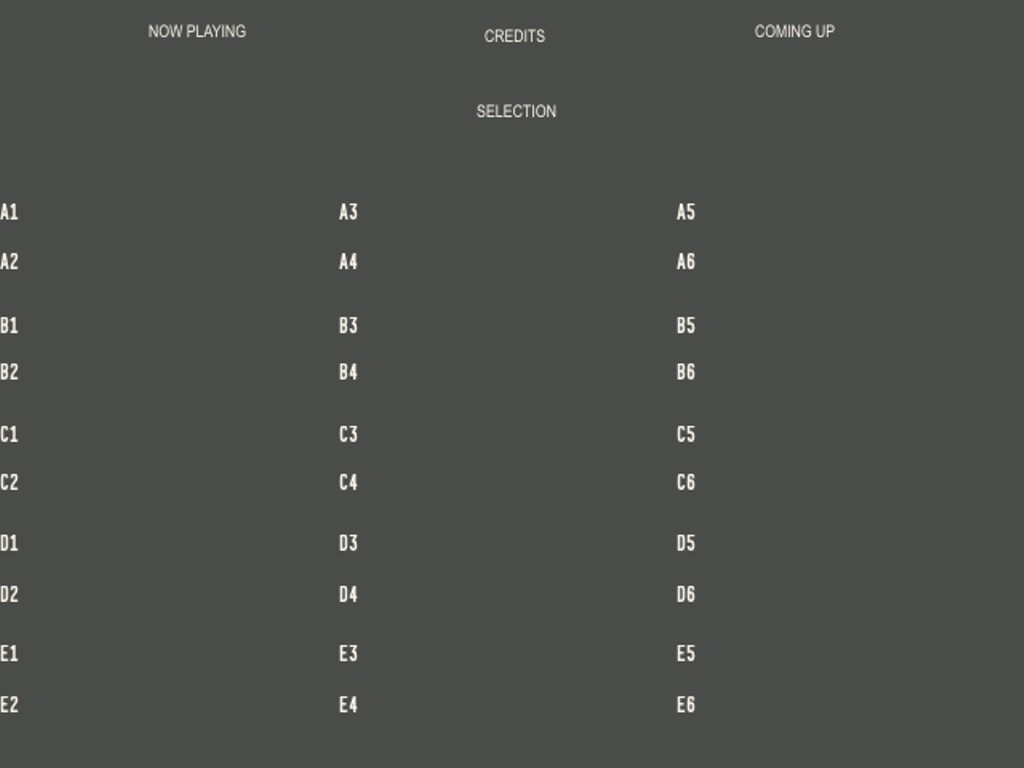 NOW PLAYING CREDITS COMING UP
SELECTION
A1 A3 A5
A2 A4 A6
B1 B3 B5
B2 B4 B6
C1 C3 C5
C2 C4 C6
D1 D3 D5
D2 D4 D6
E1 E3 E5
E2 E4 E6